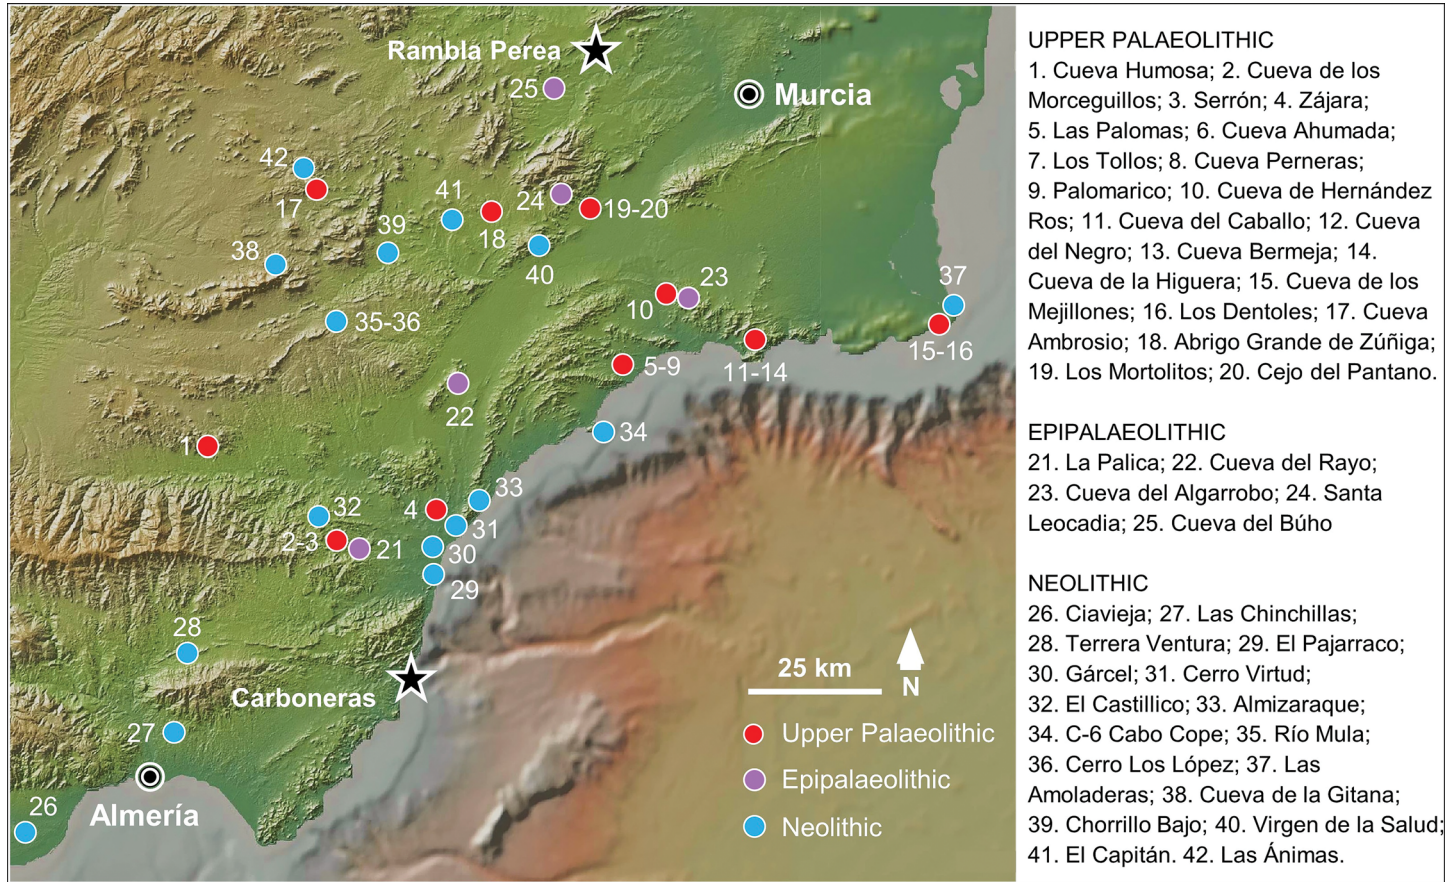 Rambla Perea
25
Murcia
42
17
41
18
24
19-20
39
38
40
37
23
10
35-36
15-16
5-9
11-14
22
34
1
33
32
4
31
2-3
21
30
29
28
25 km
N
Carboneras
27
Upper Palaeolithic
Epipalaeolithic
26
Almería
Neolithic
UPPER PALAEOLITHIC
1. Cueva Humosa; 2. Cueva de los
Morceguillos; 3. Serrón; 4. Zájara;
5. Las Palomas; 6. Cueva Ahumada;
7. Los Tollos; 8. Cueva Perneras;
9. Palomarico; 10. Cueva de Hernández
Ros; 11. Cueva del Caballo; 12. Cueva
del Negro; 13. Cueva Bermeja; 14.
Cueva de la Higuera; 15. Cueva de los
Mejillones; 16. Los Dentoles; 17. Cueva
Ambrosio; 18. Abrigo Grande de Zúñiga;
19. Los Mortolitos; 20. Cejo del Pantano.
EPIPALAEOLITHIC
21. La Palica; 22. Cueva del Rayo;
23. Cueva del Algarrobo; 24. Santa
Leocadia; 25. Cueva del Búho
NEOLITHIC
26. Ciavieja; 27. Las Chinchillas;
28. Terrera Ventura; 29. El Pajarraco;
30. Gárcel; 31. Cerro Virtud;
32. El Castillico; 33. Almizaraque;
34. C-6 Cabo Cope; 35. Río Mula;
36. Cerro Los López; 37. Las
Amoladeras; 38. Cueva de la Gitana;
39. Chorrillo Bajo; 40. Virgen de la Salud;
41. El Capitán. 42. Las Ánimas.